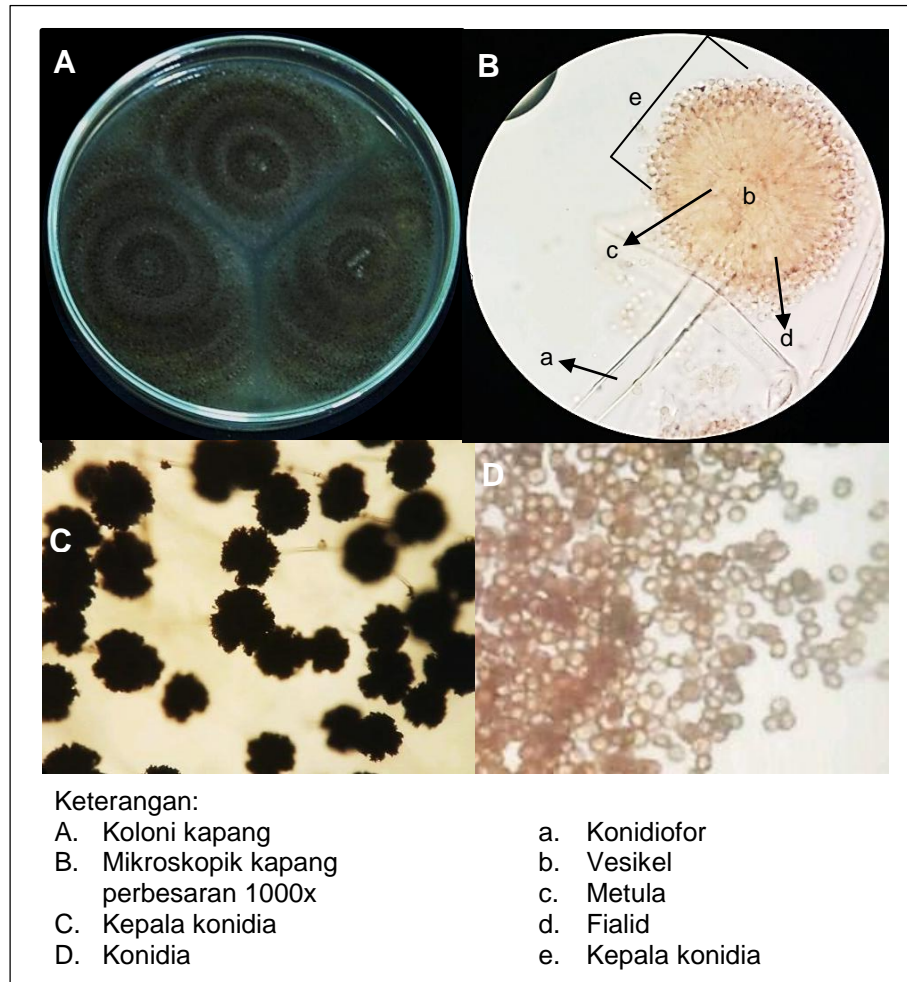 A
B
e
b
c
d
a
C
D
Keterangan:
A. Koloni kapang
B. Mikroskopik kapang
perbesaran 1000x
C. Kepala konidia
D. Konidia
a. Konidiofor
b. Vesikel
c. Metula
d. Fialid
e. Kepala konidia